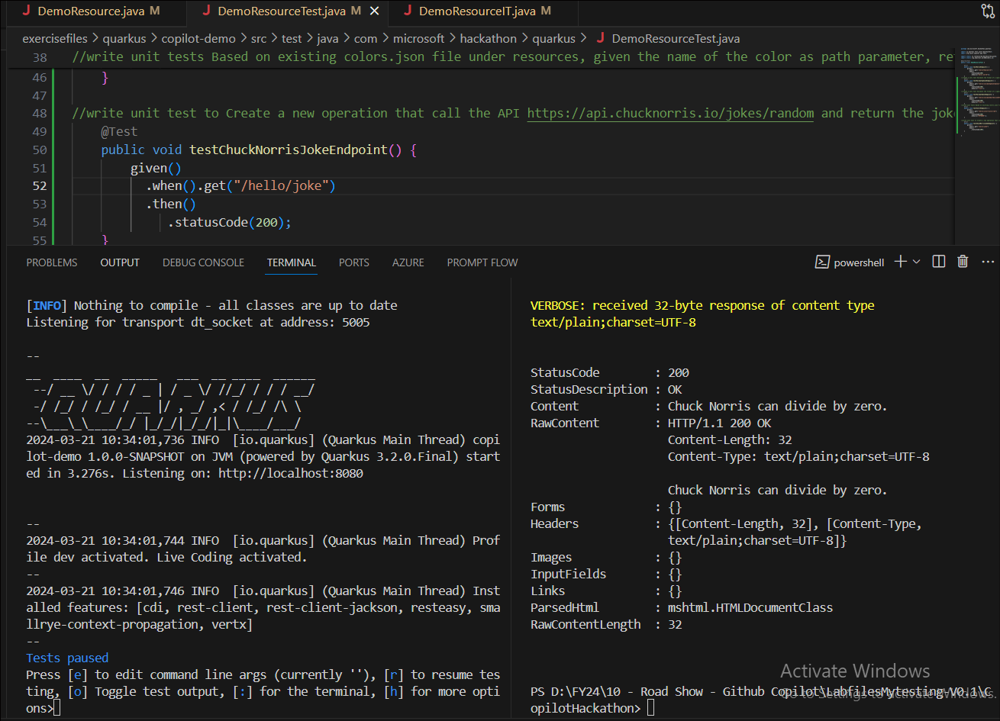 DemoResource.java M
DemoResourceTest.java M
DemoResourceIT.java M
exercisefiles > quarkus > copilot-demo > src > test > java > com > microsoft > hackathon > quarkus > DemoResourceTest.java
38 //write unit tests Based on existing colors.json file under resources, given the name of the color as path parameter, re
46 }
47
48 //write unit test to Create a new operation that call the API https://api.chucknorris.io/jokes/random and return the jok
49 @Test
50 public void testChuckNorrisJokeEndpoint() {
51 given()
52 .when().get("/hello/joke")
53 .then()
54 .statusCode(200);
55 }
PROBLEMS OUTPUT DEBUG CONSOLE TERMINAL PORTS AZURE PROMPT FLOW
powershell
[INFO] Nothing to compile - all classes are up to date
Listening for transport dt_socket at address: 5005
--
__ ____ __ _____ ___ __ ____ ______
--/ __ \/ / / / _ | / _ \/ //_/ / / / __/
-/ /_/ / /_/ / __ |/ , _/ ,< / /_/ /\ \
--\___\_\____/_/ |_/_/|_/_/|_|\____/___/
2024-03-21 10:34:01,736 INFO [io.quarkus] (Quarkus Main Thread) copi
lot-demo 1.0.0-SNAPSHOT on JVM (powered by Quarkus 3.2.0.Final) start
ed in 3.276s. Listening on: http://localhost:8080
--
2024-03-21 10:34:01,744 INFO [io.quarkus] (Quarkus Main Thread) Prof
ile dev activated. Live Coding activated.
--
2024-03-21 10:34:01,746 INFO [io.quarkus] (Quarkus Main Thread) Inst
alled features: [cdi, rest-client, rest-client-jackson, resteasy, sma
llrye-context-propagation, vertx]
--
Tests paused
Press [e] to edit command line args (currently ''), [r] to resume tes
ting, [o] Toggle test output, [:] for the terminal, [h] for more opti
ons>
VERBOSE: received 32-byte response of content type
text/plain;charset=UTF-8
StatusCode : 200
StatusDescription : OK
Content : Chuck Norris can divide by zero.
RawContent : HTTP/1.1 200 OK
Content-Length: 32
Content-Type: text/plain;charset=UTF-8
Chuck Norris can divide by zero.
Forms : {}
Headers : {[Content-Length, 32], [Content-Type,
text/plain;charset=UTF-8]}
Images : {}
InputFields : {}
Links : {}
ParsedHtml : mshtml.HTMLDocumentClass
RawContentLength : 32
Activate Windows
Go to Settings to activate Windows.
PS D:\FY24\10 - Road Show - Github Copilot\LabfilesMytesting V0.1\C
opilotHackathon>